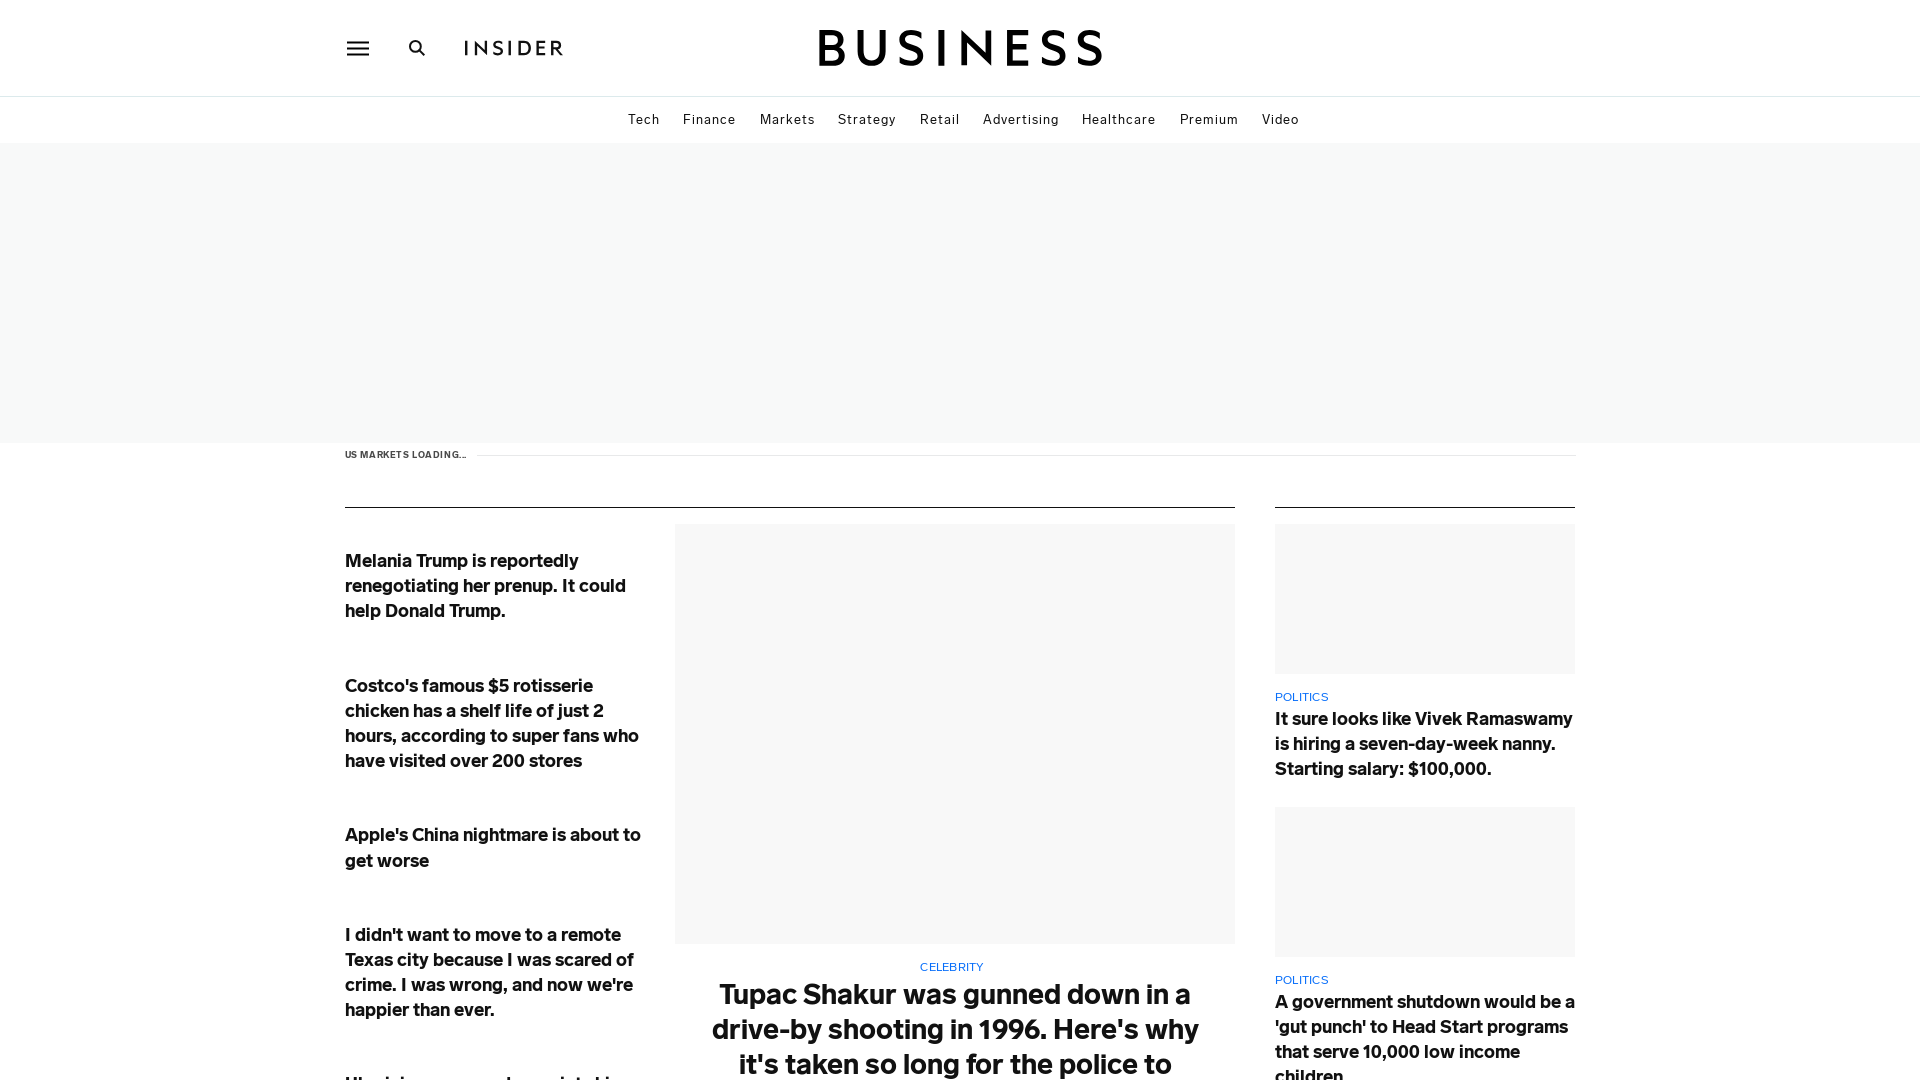 INSIDER
BUSINESS
Tech Finance Markets Strategy Retail Advertising Healthcare Premium Video
US MARKETS LOADING...
Melania Trump is reportedly
renegotiating her prenup. It could
help Donald Trump.
Costco's famous $5 rotisserie
chicken has a shelf life of just 2
hours, according to super fans who
have visited over 200 stores
Apple's China nightmare is about to
get worse
I didn't want to move to a remote
Texas city because I was scared of
crime. I was wrong, and now we're
happier than ever.
CELEBRITY
Tupac Shakur was gunned down in a
drive-by shooting in 1996. Here's why
it's taken so long for the police to
POLITICS
It sure looks like Vivek Ramaswamy
is hiring a seven-day-week nanny.
Starting salary: $100,000.
POLITICS
A government shutdown would be a
'gut punch' to Head Start programs
that serve 10,000 low income
children